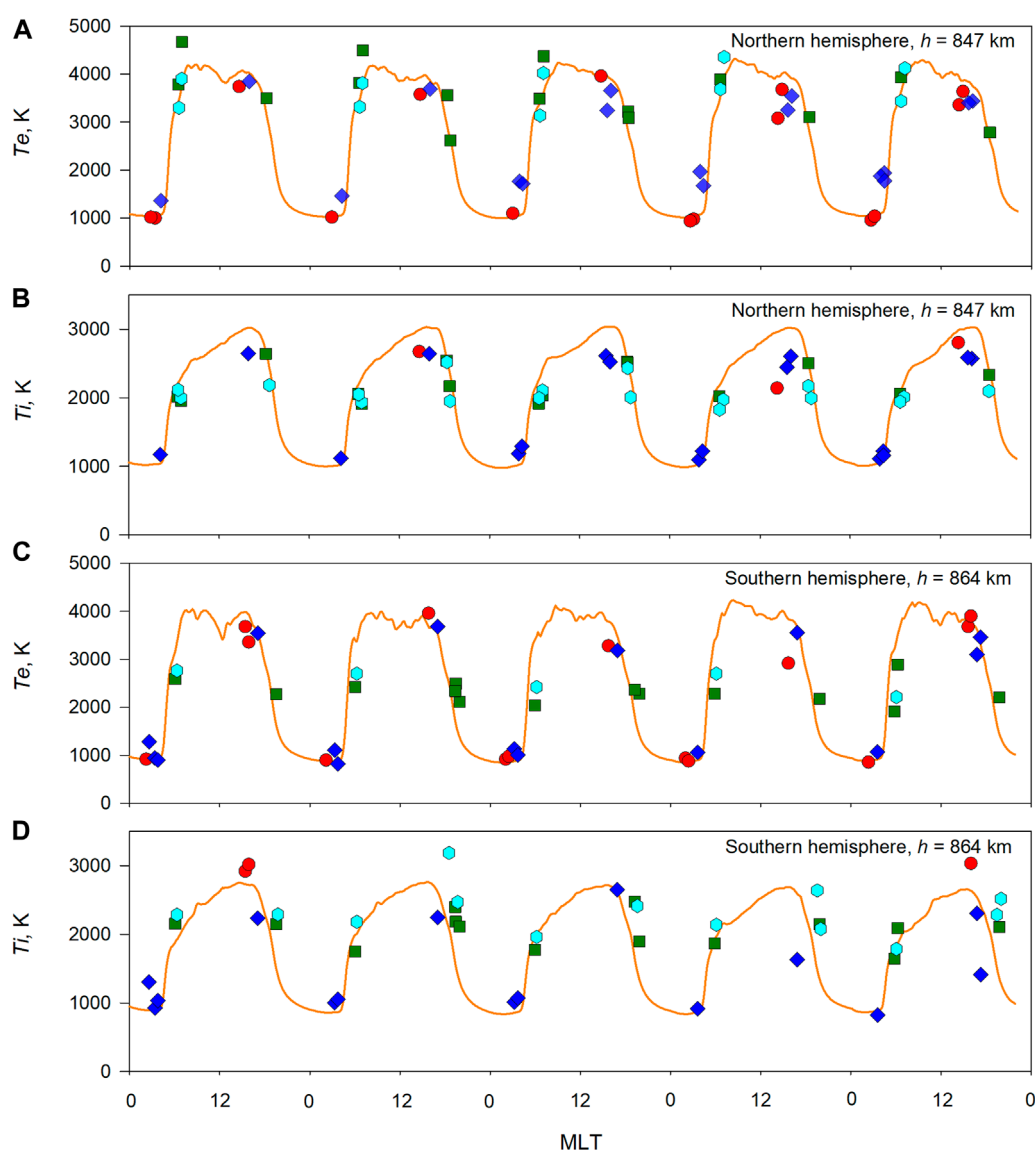 A
Northern hemisphere, h = 847 km
Te, K
5000
4000
3000
2000
1000
0
B
Northern hemisphere, h = 847 km
Ti, K
3000
2000
1000
0
C
Southern hemisphere, h = 864 km
Te, K
5000
4000
3000
2000
1000
0
D
Southern hemisphere, h = 864 km
Ti, K
3000
2000
1000
0
0 12 0 12 0 12 0 12 0 12 0
MLT